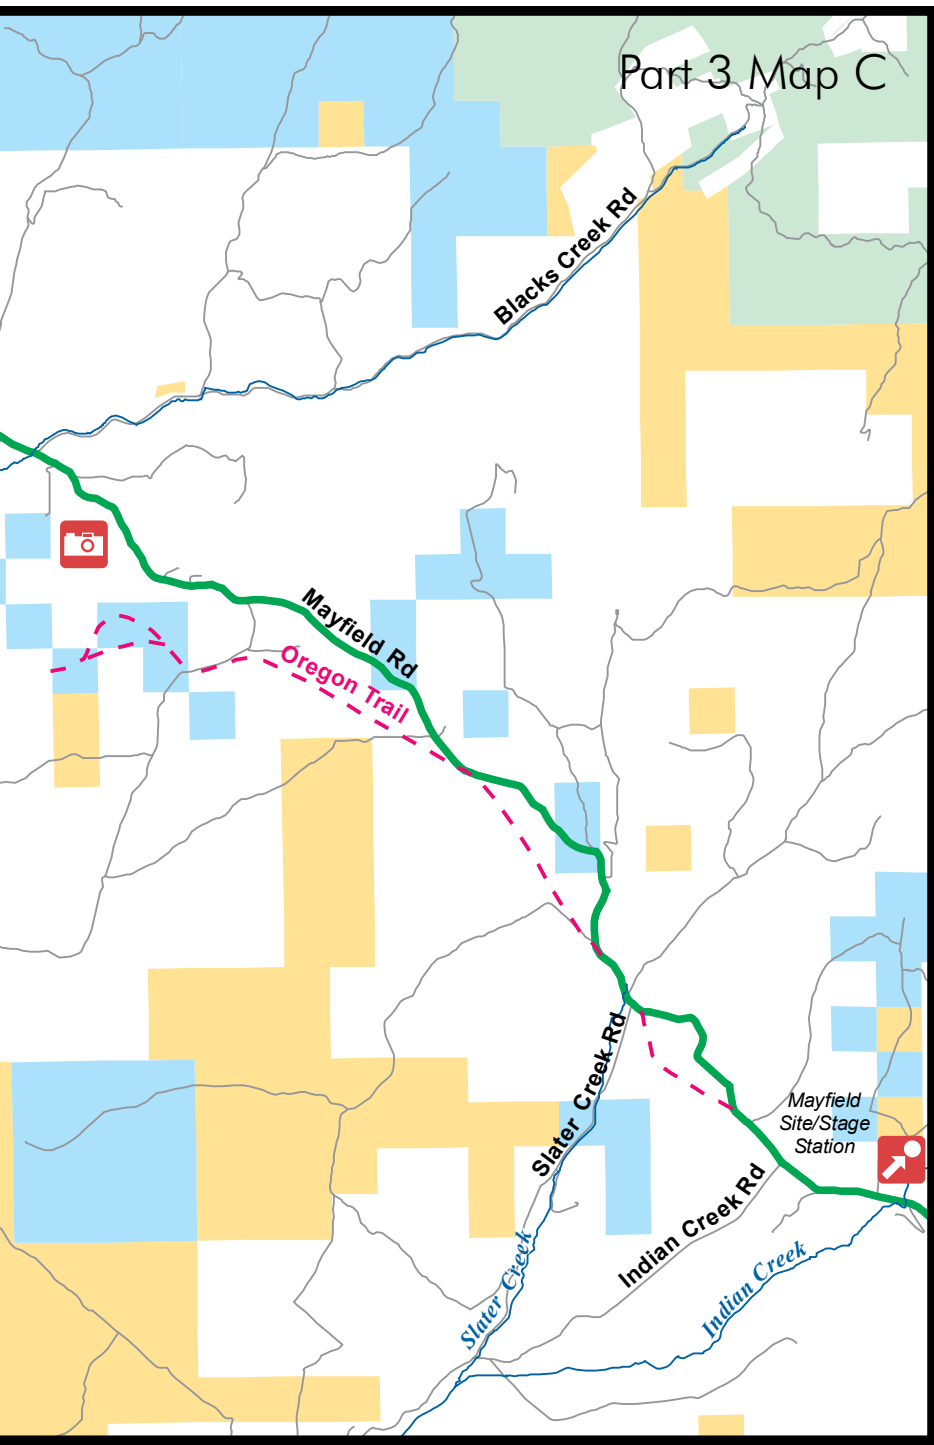 Part 3 Map C
Blacks Creek Rd
Mayfield Rd
Oregon Trail
Slater Creek Rd
Mayfield
Site/Stage
Station
Indian Creek Rd
Slater Creek
Indian Creek